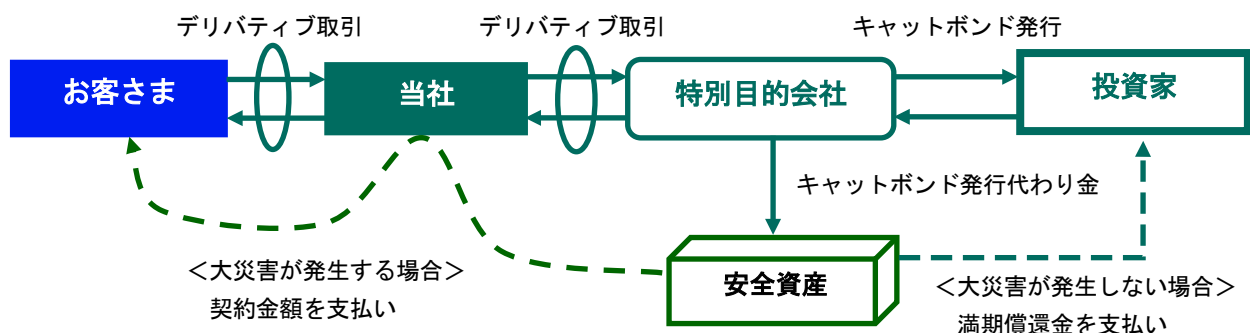 デリバティブ取引
デリバティブ取引
キャットボンド発行
お客さま
当社
特別目的会社
投資家
キャットボンド発行代わり金
安全資産
＜大災害が発生する場合＞
契約金額を支払い
＜大災害が発生しない場合＞
満期償還金を支払い